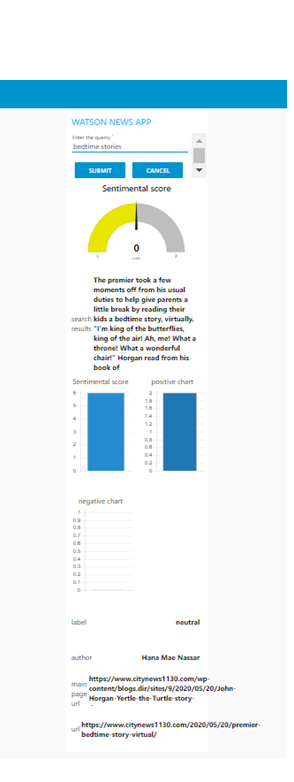 WATSON NEWS APP
Enter the querry *
bedtime stories
SUBMIT CANCEL
Sentimental score
0
The premier took a few
moments off from his usual
duties to help give parents a
little break by reading their
search kids a bedtime story, virtually.
results "I'm king of the butterflies,
king of the air! Ah, me! What a
throne! What a wonderful
chair!" Horgan read from his
book of
Sentimental score positive chart
6
5
4
3
2
1
0
2
1.8
1.6
1.4
1.2
1
0.8
0.6
0.4
0.2
0
negative chart
1
0.9
0.8
0.7
0.6
0.5
0.4
0.3
0.2
0.1
0
label neutral
author Hana Mae Nassar
main page url
https://www.citynews1130.com/wp-
content/blogs.dir/sites/9/2020/05/20/John-
Horgan-Yertle-the-Turtle-story-
url https://www.citynews1130.com/2020/05/20/premier-
bedtime-story-virtual/